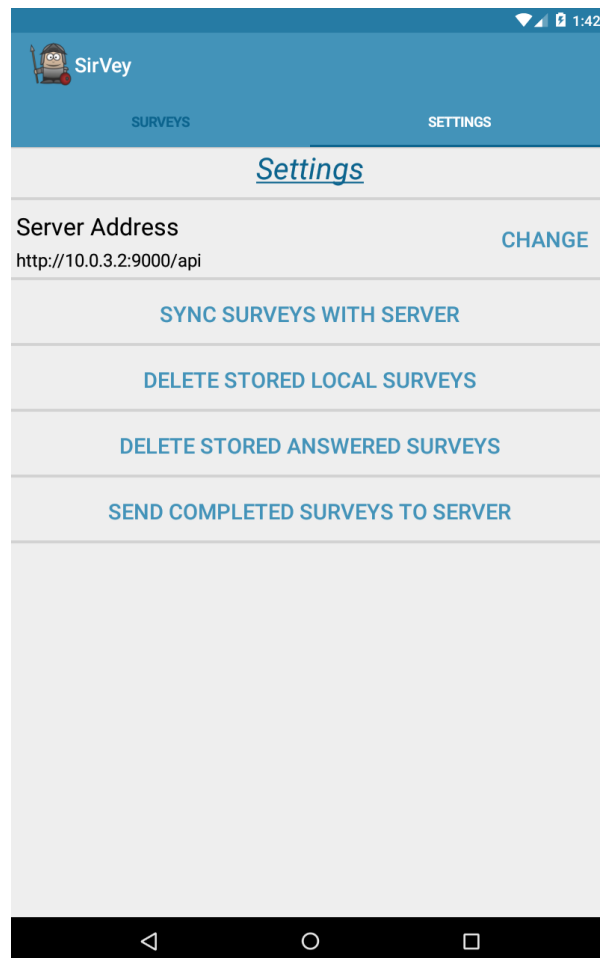 1:42
SirVey
SURVEYS
SETTINGS
Settings
Server Address
http://10.0.3.2:9000/api
CHANGE
SYNC SURVEYS WITH SERVER
DELETE STORED LOCAL SURVEYS
DELETE STORED ANSWERED SURVEYS
SEND COMPLETED SURVEYS TO SERVER